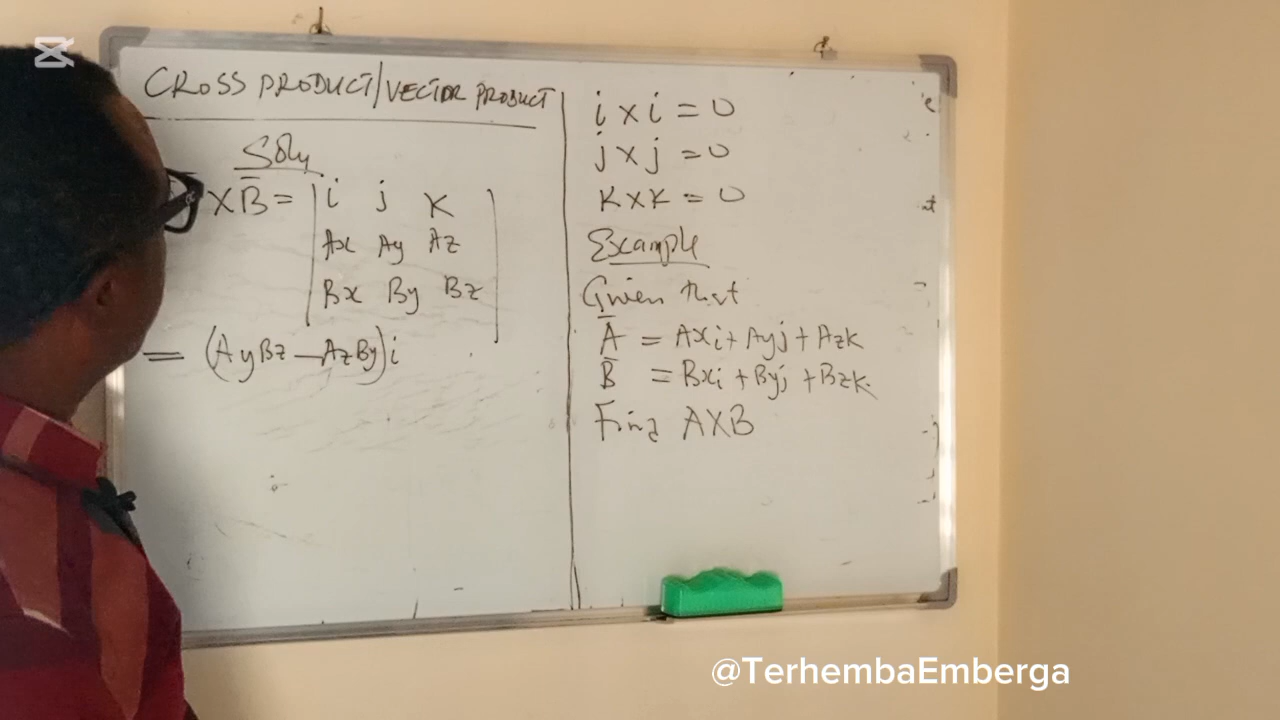 CROSS PRODUCT/VECTOR PRODUCT
Soln
X B̅ = | i j K |
Ax Ay Az
Bx By Bz
= (AyBz - AzBy)i
i x i = 0
j x j = 0
K x K = 0
Example
Given that
A̅ = Axi + Ayj + Azk
B̅ = Bxi + Byj + Bzk.
Find AXB
@TerhembaEmberga